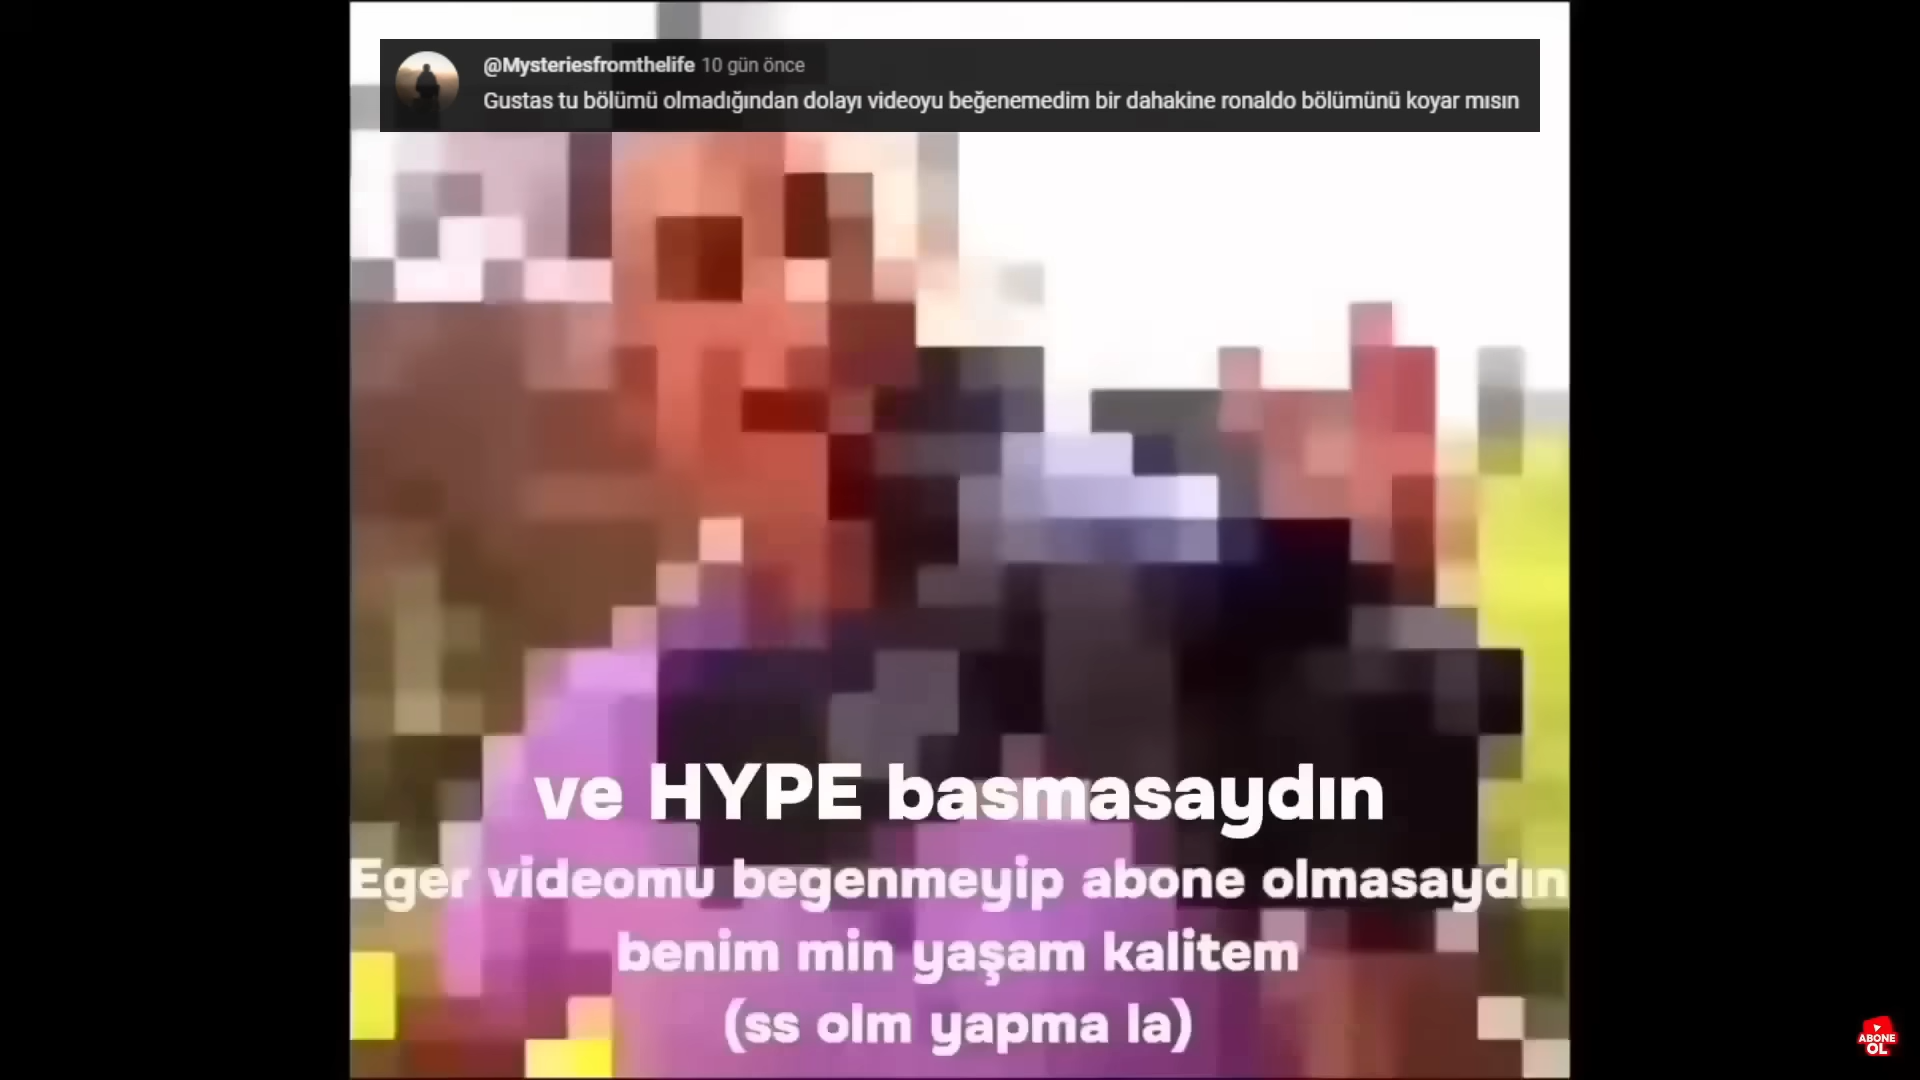 @Mysteriesfromthelife 10 gün önce
Gustas tu bölümü olmadığından dolayı videoyu beğenemedim bir dahakine ronaldo bölümünü koyar mısın
ve HYPE basmasaydın
Eger videomu begenmeyip abone olmasaydın
benim min yaşam kalitem
(ss olm yapma la)
ABONE
OL